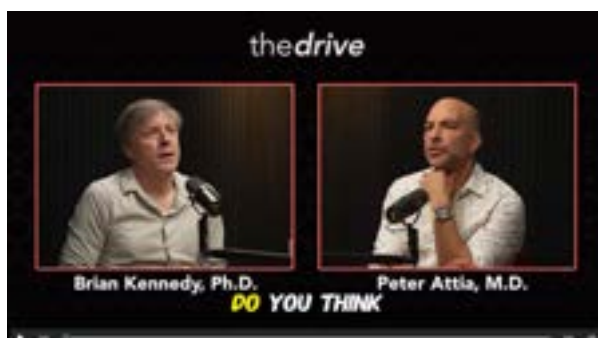 thedrive
Brian Kennedy, Ph.D.
Peter Attia, M.D.
DO YOU THINK